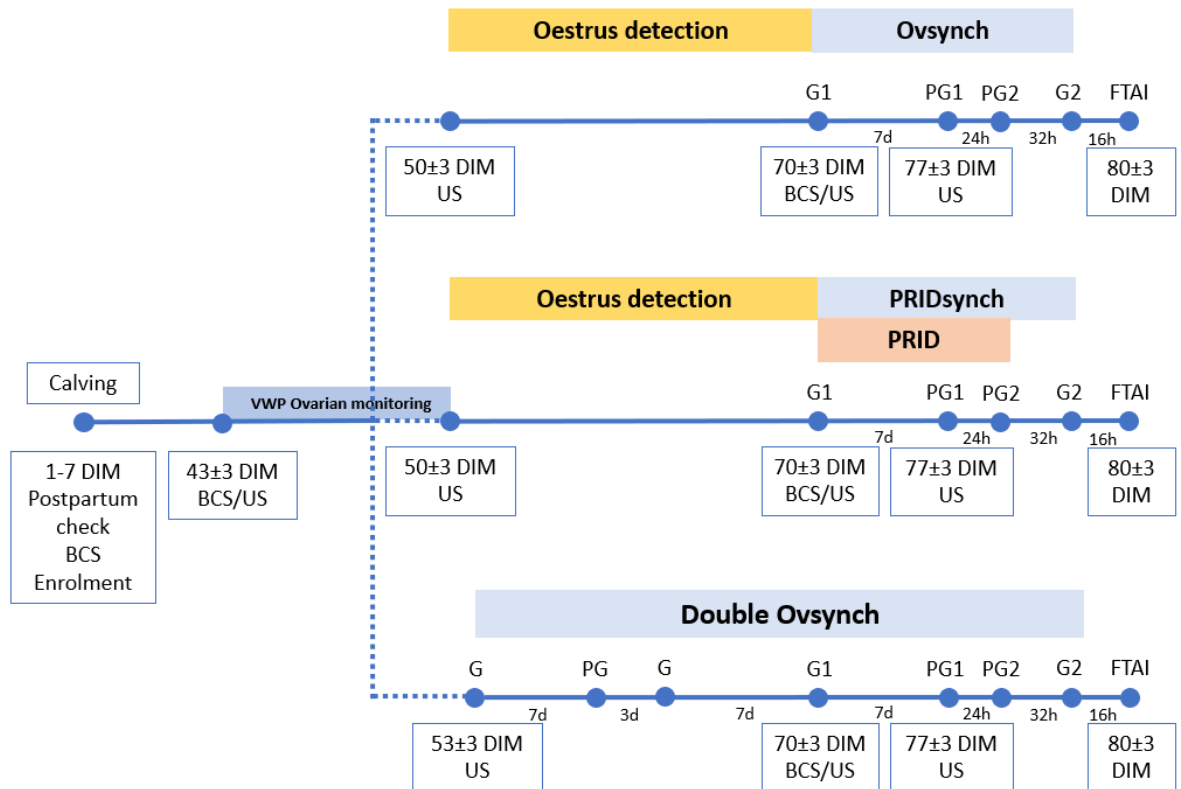 Oestrus detection
Ovsynch
G1
PG1
PG2
G2
FTAI
7d
24h
32h
16h
50±3 DIM
US
70±3 DIM
BCS/US
77±3 DIM
US
80±3
DIM
Oestrus detection
PRIDsynch
PRID
Calving
VWP Ovarian monitoring
G1
PG1
PG2
G2
FTAI
7d
24h
32h
16h
1-7 DIM
Postpartum
check
BCS
Enrolment
43±3 DIM
BCS/US
50±3 DIM
US
70±3 DIM
BCS/US
77±3 DIM
US
80±3
DIM
Double Ovsynch
G
PG
G
G1
PG1
PG2
G2
FTAI
7d
3d
7d
7d
24h
32h
16h
53±3 DIM
US
70±3 DIM
BCS/US
77±3 DIM
US
80±3
DIM